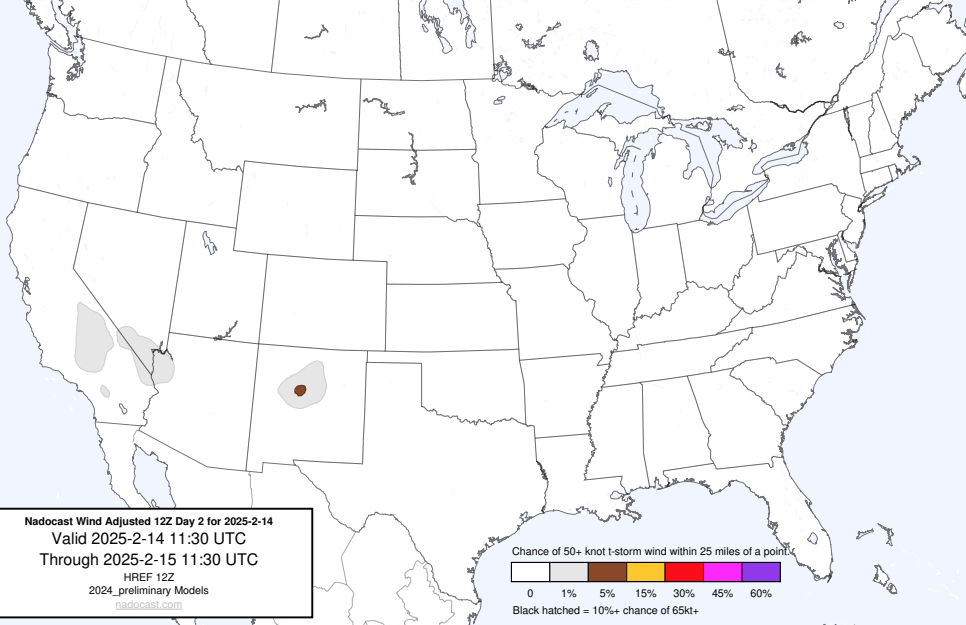 Nadocast Wind Adjusted 12Z Day 2 for 2025-2-14
Valid 2025-2-14 11:30 UTC
Through 2025-2-15 11:30 UTC
HREF 12Z
2024_preliminary Models
nadocast.com
Chance of 50+ knot t-storm wind within 25 miles of a point.
0 1% 5% 15% 30% 45% 60%
Black hatched = 10%+ chance of 65kt+